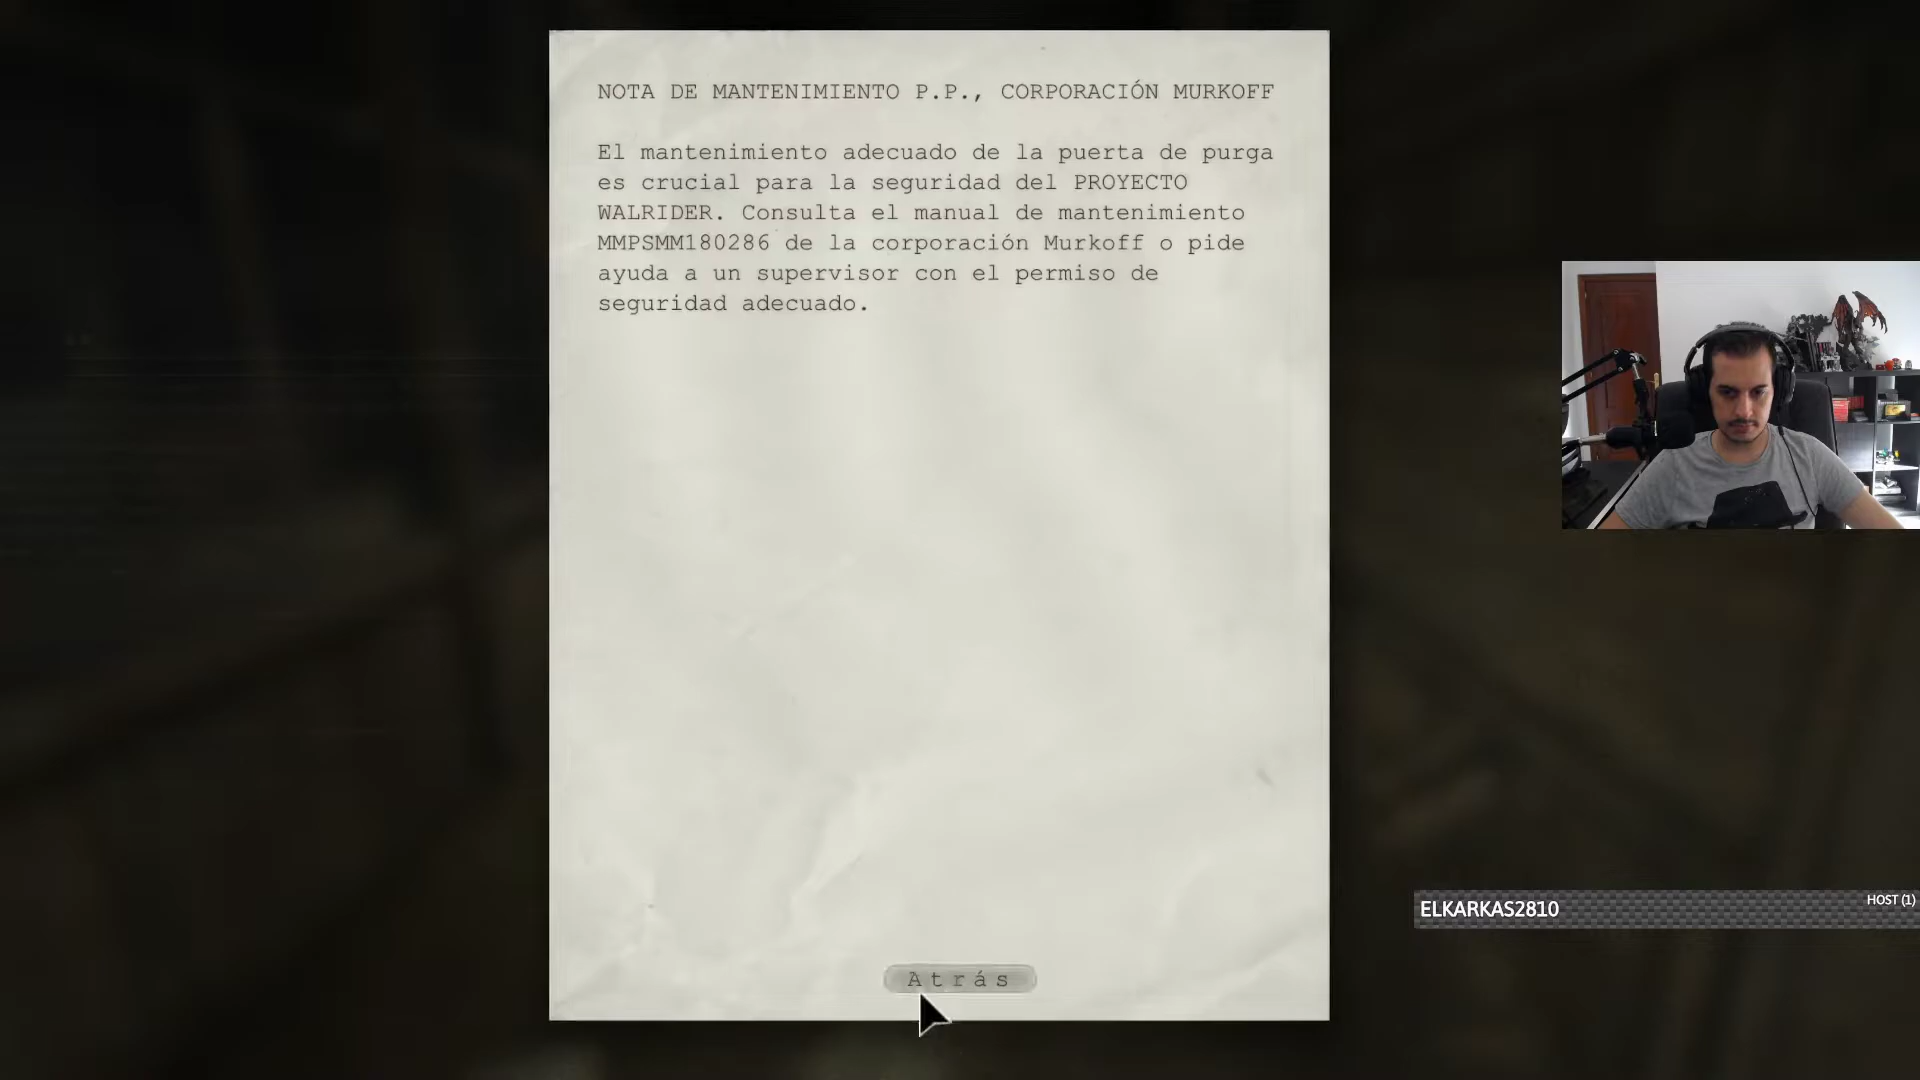 NOTA DE MANTENIMIENTO P.P., CORPORACIÓN MURKOFF
El mantenimiento adecuado de la puerta de purga
es crucial para la seguridad del PROYECTO
WALRIDER. Consulta el manual de mantenimiento
MMPSMM180286 de la corporación Murkoff o pide
ayuda a un supervisor con el permiso de
seguridad adecuado.
HOST (1)
ELKARKAS2810
Atrás